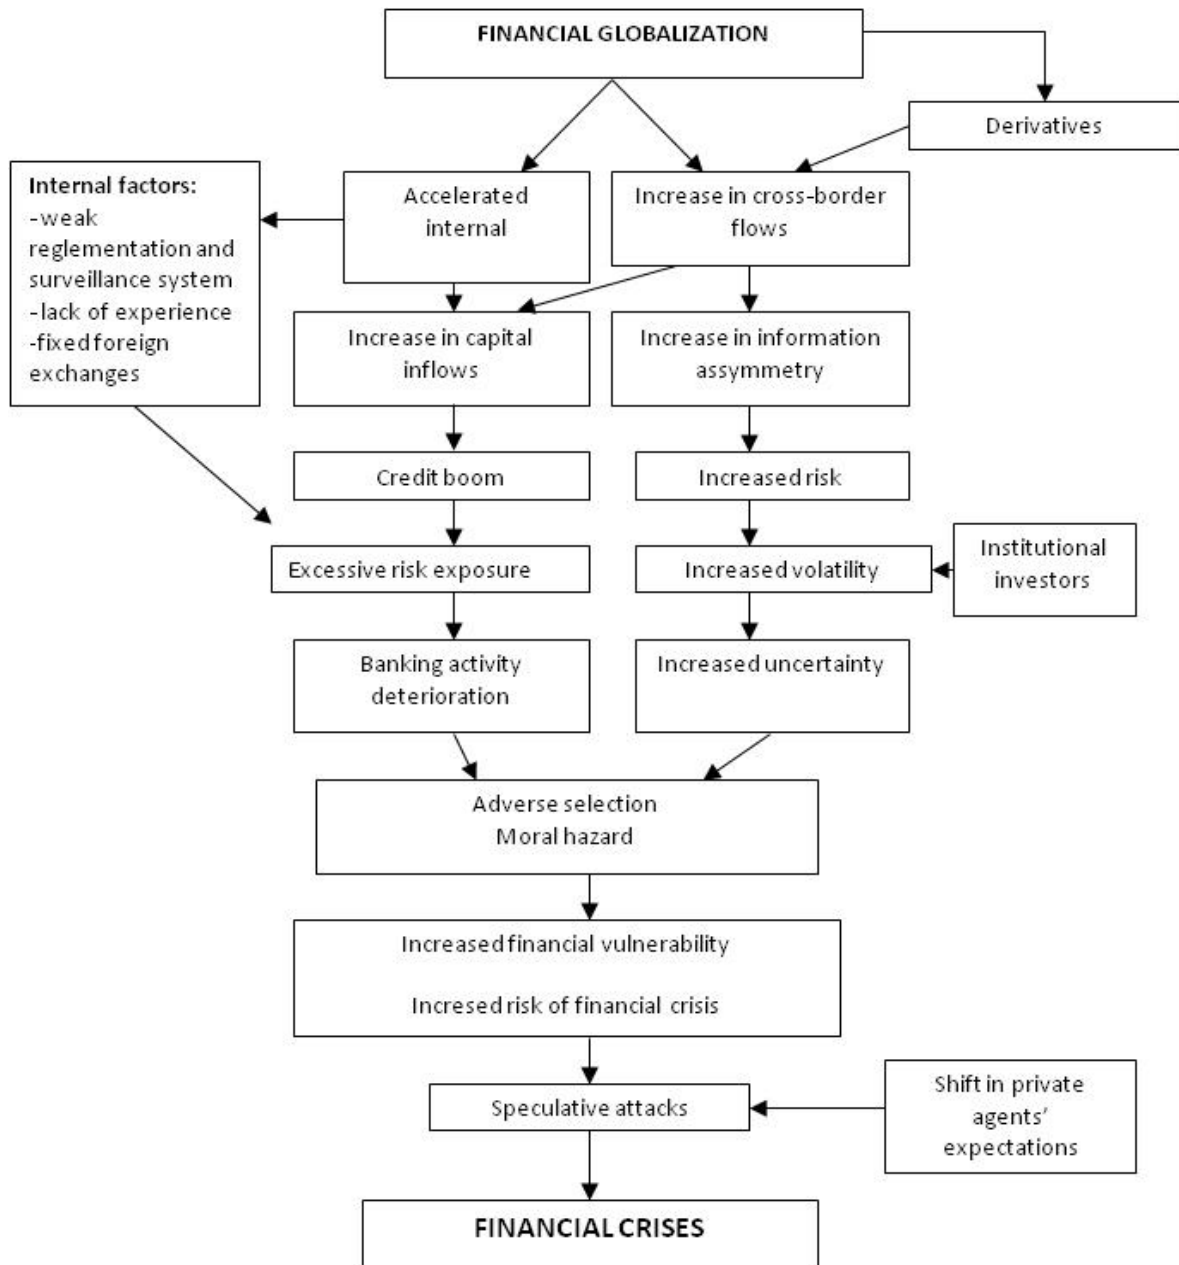 FINANCIAL GLOBALIZATION
Derivatives
Internal factors:
-weak
reglementation and
surveillance system
-lack of experience
-fixed foreign
exchanges
Accelerated
internal
Increase in cross-border
flows
Increase in capital
inflows
Increase in information
assymmetry
Credit boom
Increased risk
Excessive risk exposure
Increased volatility
Institutional
investors
Banking activity
deterioration
Increased uncertainty
Adverse selection
Moral hazard
Increased financial vulnerability
Incresed risk of financial crisis
Speculative attacks
Shift in private
agents’
expectations
FINANCIAL CRISES